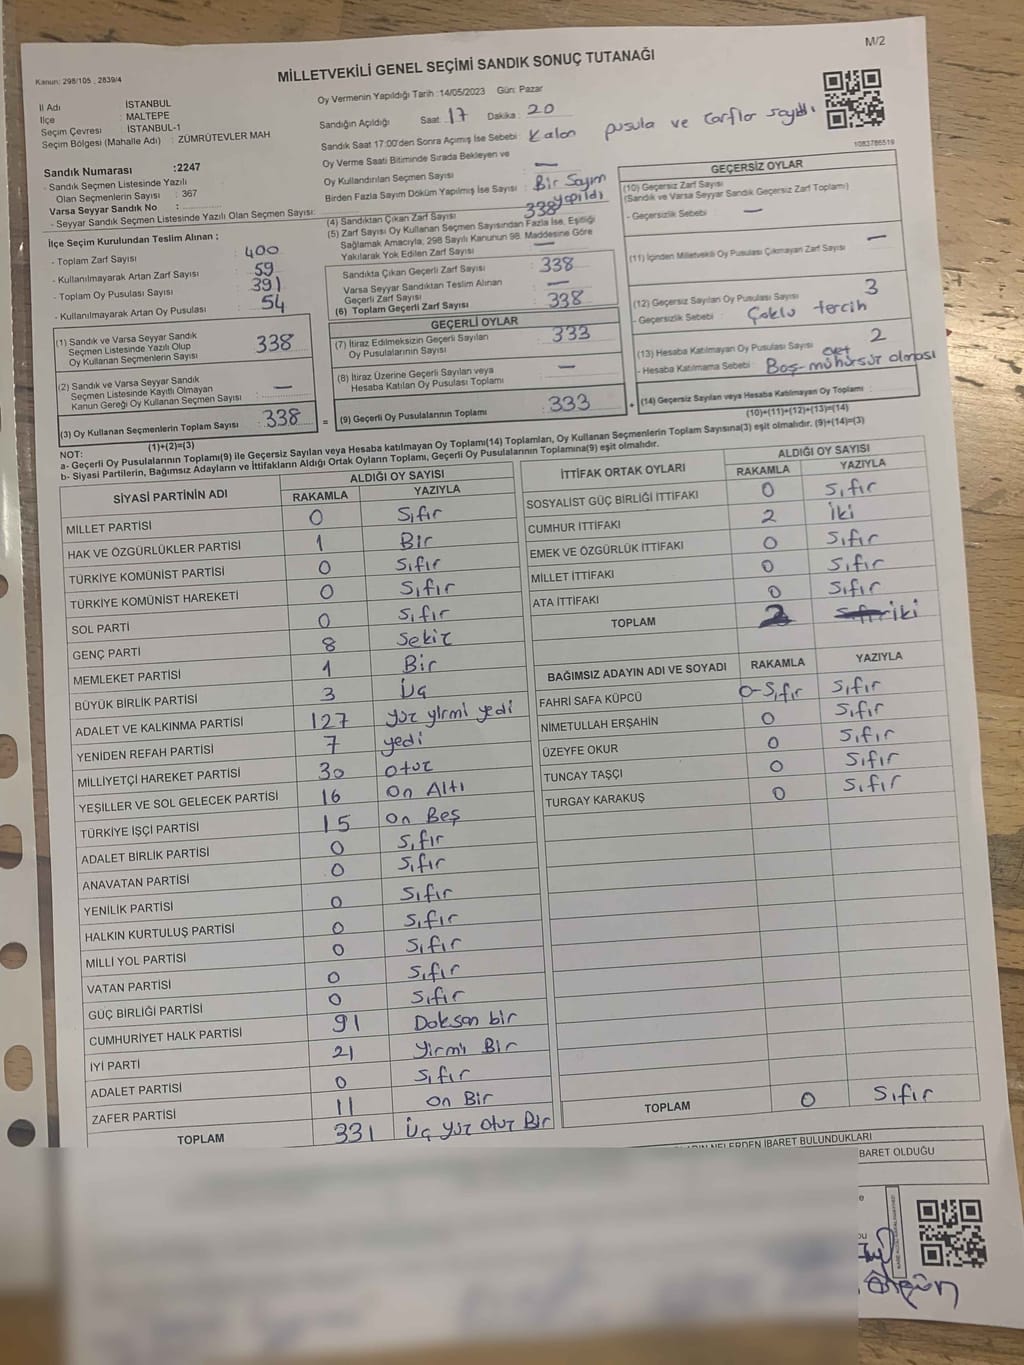 M/2
Kanun: 298/105 , 2839/4
MİLLETVEKİLİ GENEL SEÇİMİ SANDIK SONUÇ TUTANAĞI
İl Adı : İSTANBUL
İlçe : MALTEPE
Seçim Çevresi : İSTANBUL-1
Seçim Bölgesi (Mahalle Adı) : ZÜMRÜTEVLER MAH
Oy Vermenin Yapıldığı Tarih :14/05/2023 Gün: Pazar
Sandığın Açıldığı Saat 17 Dakika : 20
Sandık Saat 17:00'den Sonra Açımış İse Sebebi : Kalan pusula ve zarflar sayıldı
Oy Verme Saati Bitiminde Sırada Bekleyen ve
Oy Kullandırılan Seçmen Sayısı : —
Birden Fazla Sayım Döküm Yapılmış İse Sayısı : Bir Sayım yapıldı
1083786519
Sandık Numarası :2247
- Sandık Seçmen Listesinde Yazılı
Olan Seçmenlerin Sayısı : 367
Varsa Seyyar Sandık No :
- Seyyar Sandık Seçmen Listesinde Yazılı Olan Seçmen Sayısı:
İlçe Seçim Kurulundan Teslim Alınan ;
- Toplam Zarf Sayısı : 400
- Kullanılmayarak Artan Zarf Sayısı : 59
- Toplam Oy Pusulası Sayısı : 391
- Kullanılmayarak Artan Oy Pusulası : 54
(1) Sandık ve Varsa Seyyar Sandık
Seçmen Listesinde Yazılı Olup
Oy Kullanan Seçmenlerin Sayısı : 338
(2) Sandık ve Varsa Seyyar Sandık
Seçmen Listesinde Kayıtlı Olmayan
Kanun Gereği Oy Kullanan Seçmen Sayısı : —
(3) Oy Kullanan Seçmenlerin Toplam Sayısı : 338
(1)+(2)=(3)
(4) Sandıktan Çıkan Zarf Sayısı : 338
(5) Zarf Sayısı Oy Kullanan Seçmen Sayısından Fazla İse, Eşitliği
Sağlamak Amacıyla, 298 Sayılı Kanunun 98. Maddesine Göre
Yakılarak Yok Edilen Zarf Sayısı : —
Sandıkta Çıkan Geçerli Zarf Sayısı : 338
Varsa Seyyar Sandıktan Teslim Alınan
Geçerli Zarf Sayısı : —
(6) Toplam Geçerli Zarf Sayısı : 338
GEÇERLİ OYLAR
(7) İtiraz Edilmeksizin Geçerli Sayılan
Oy Pusulalarının Sayısı : 333
(8) İtiraz Üzerine Geçerli Sayılan veya
Hesaba Katılan Oy Pusulası Toplamı : —
= (9) Geçerli Oy Pusulalarının Toplamı : 333 +
GEÇERSİZ OYLAR
(10) Geçersiz Zarf Sayısı
(Sandık ve Varsa Seyyar Sandık Geçersiz Zarf Toplamı)
- Geçersizlik Sebebi : —
(11) İçinden Milletvekili Oy Pusulası Çıkmayan Zarf Sayısı : —
(12) Geçersiz Sayılan Oy Pusulası Sayısı : 3
- Geçersizlik Sebebi : Çoklu tercih
(13) Hesaba Katılmayan Oy Pusulası Sayısı : 2
- Hesaba Katılmama Sebebi : Boş mühürsüz olması
(14) Geçersiz Sayılan veya Hesaba Katılmayan Oy Toplamı :
(10)+(11)+(12)+(13)=(14)
NOT:
a- Geçerli Oy Pusulalarının Toplamı(9) ile Geçersiz Sayılan veya Hesaba katılmayan Oy Toplamı(14) Toplamları, Oy Kullanan Seçmenlerin Toplam Sayısına(3) eşit olmalıdır. (9)+(14)=(3)
b- Siyasi Partilerin, Bağımsız Adayların ve İttifakların Aldığı Ortak Oyların Toplamı, Geçerli Oy Pusulalarının Toplamına(9) eşit olmalıdır.
SİYASİ PARTİNİN ADI ALDIĞI OY SAYISI
RAKAMLA YAZIYLA
MİLLET PARTİSİ 0 Sıfır
HAK VE ÖZGÜRLÜKLER PARTİSİ 1 Bir
TÜRKİYE KOMÜNİST PARTİSİ 0 Sıfır
TÜRKİYE KOMÜNİST HAREKETİ 0 Sıfır
SOL PARTİ 0 Sıfır
GENÇ PARTİ 8 Sekiz
MEMLEKET PARTİSİ 1 Bir
BÜYÜK BİRLİK PARTİSİ 3 Üç
ADALET VE KALKINMA PARTİSİ 127 yüz yirmi yedi
YENİDEN REFAH PARTİSİ 7 yedi
MİLLİYETÇİ HAREKET PARTİSİ 30 otuz
YEŞİLLER VE SOL GELECEK PARTİSİ 16 On Altı
TÜRKİYE İŞÇİ PARTİSİ 15 On Beş
ADALET BİRLİK PARTİSİ 0 Sıfır
ANAVATAN PARTİSİ 0 Sıfır
YENİLİK PARTİSİ 0 Sıfır
HALKIN KURTULUŞ PARTİSİ 0 Sıfır
MİLLİ YOL PARTİSİ 0 Sıfır
VATAN PARTİSİ 0 Sıfır
GÜÇ BİRLİĞİ PARTİSİ 0 Sıfır
CUMHURİYET HALK PARTİSİ 91 Doksan bir
İYİ PARTİ 21 Yirmi Bir
ADALET PARTİSİ 0 Sıfır
ZAFER PARTİSİ 11 On Bir
TOPLAM 331 Üç yüz Otuz Bir
İTTİFAK ORTAK OYLARI ALDIĞI OY SAYISI
RAKAMLA YAZIYLA
SOSYALİST GÜÇ BİRLİĞİ İTTİFAKI 0 Sıfır
CUMHUR İTTİFAKI 2 İki
EMEK VE ÖZGÜRLÜK İTTİFAKI 0 Sıfır
MİLLET İTTİFAKI 0 Sıfır
ATA İTTİFAKI 0 Sıfır
TOPLAM 2 iki
BAĞIMSIZ ADAYIN ADI VE SOYADI RAKAMLA YAZIYLA
FAHRİ SAFA KÜPCÜ 0-Sıfır Sıfır
NİMETULLAH ERŞAHİN 0 Sıfır
ÜZEYFE OKUR 0 Sıfır
TUNCAY TAŞÇI 0 Sıfır
TURGAY KARAKUŞ 0 Sıfır
TOPLAM 0 Sıfır
NELERDEN İBARET BULUNDUKLARI
BARET OLDUĞU